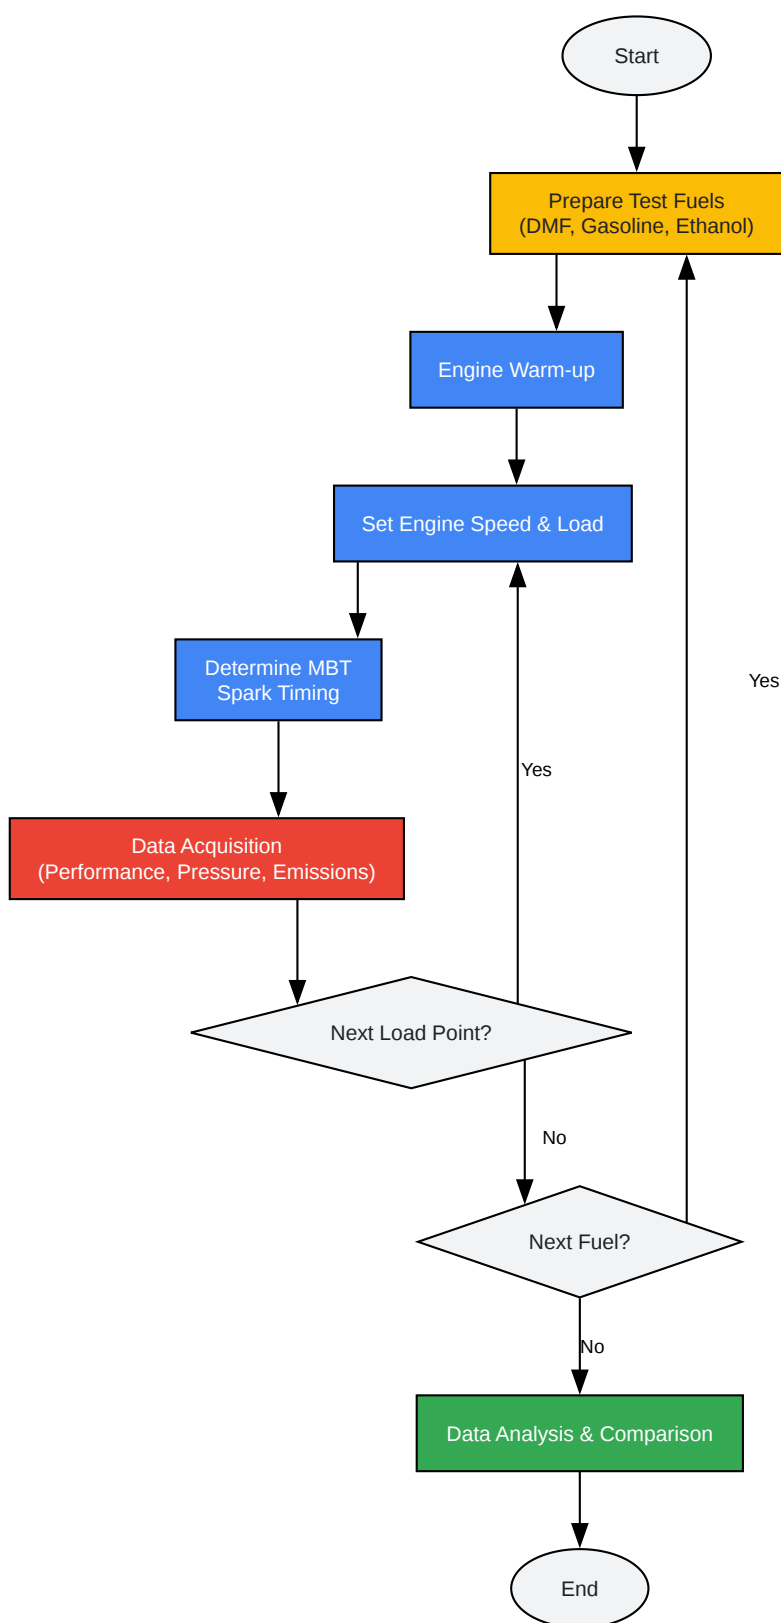 Start
Prepare Test Fuels
(DMF, Gasoline, Ethanol)
Engine Warm-up
Set Engine Speed & Load
Determine MBT
Spark Timing
Yes
Yes
Data Acquisition
(Performance, Pressure, Emissions)
Next Load Point?
No
Next Fuel?
No
Data Analysis & Comparison
End